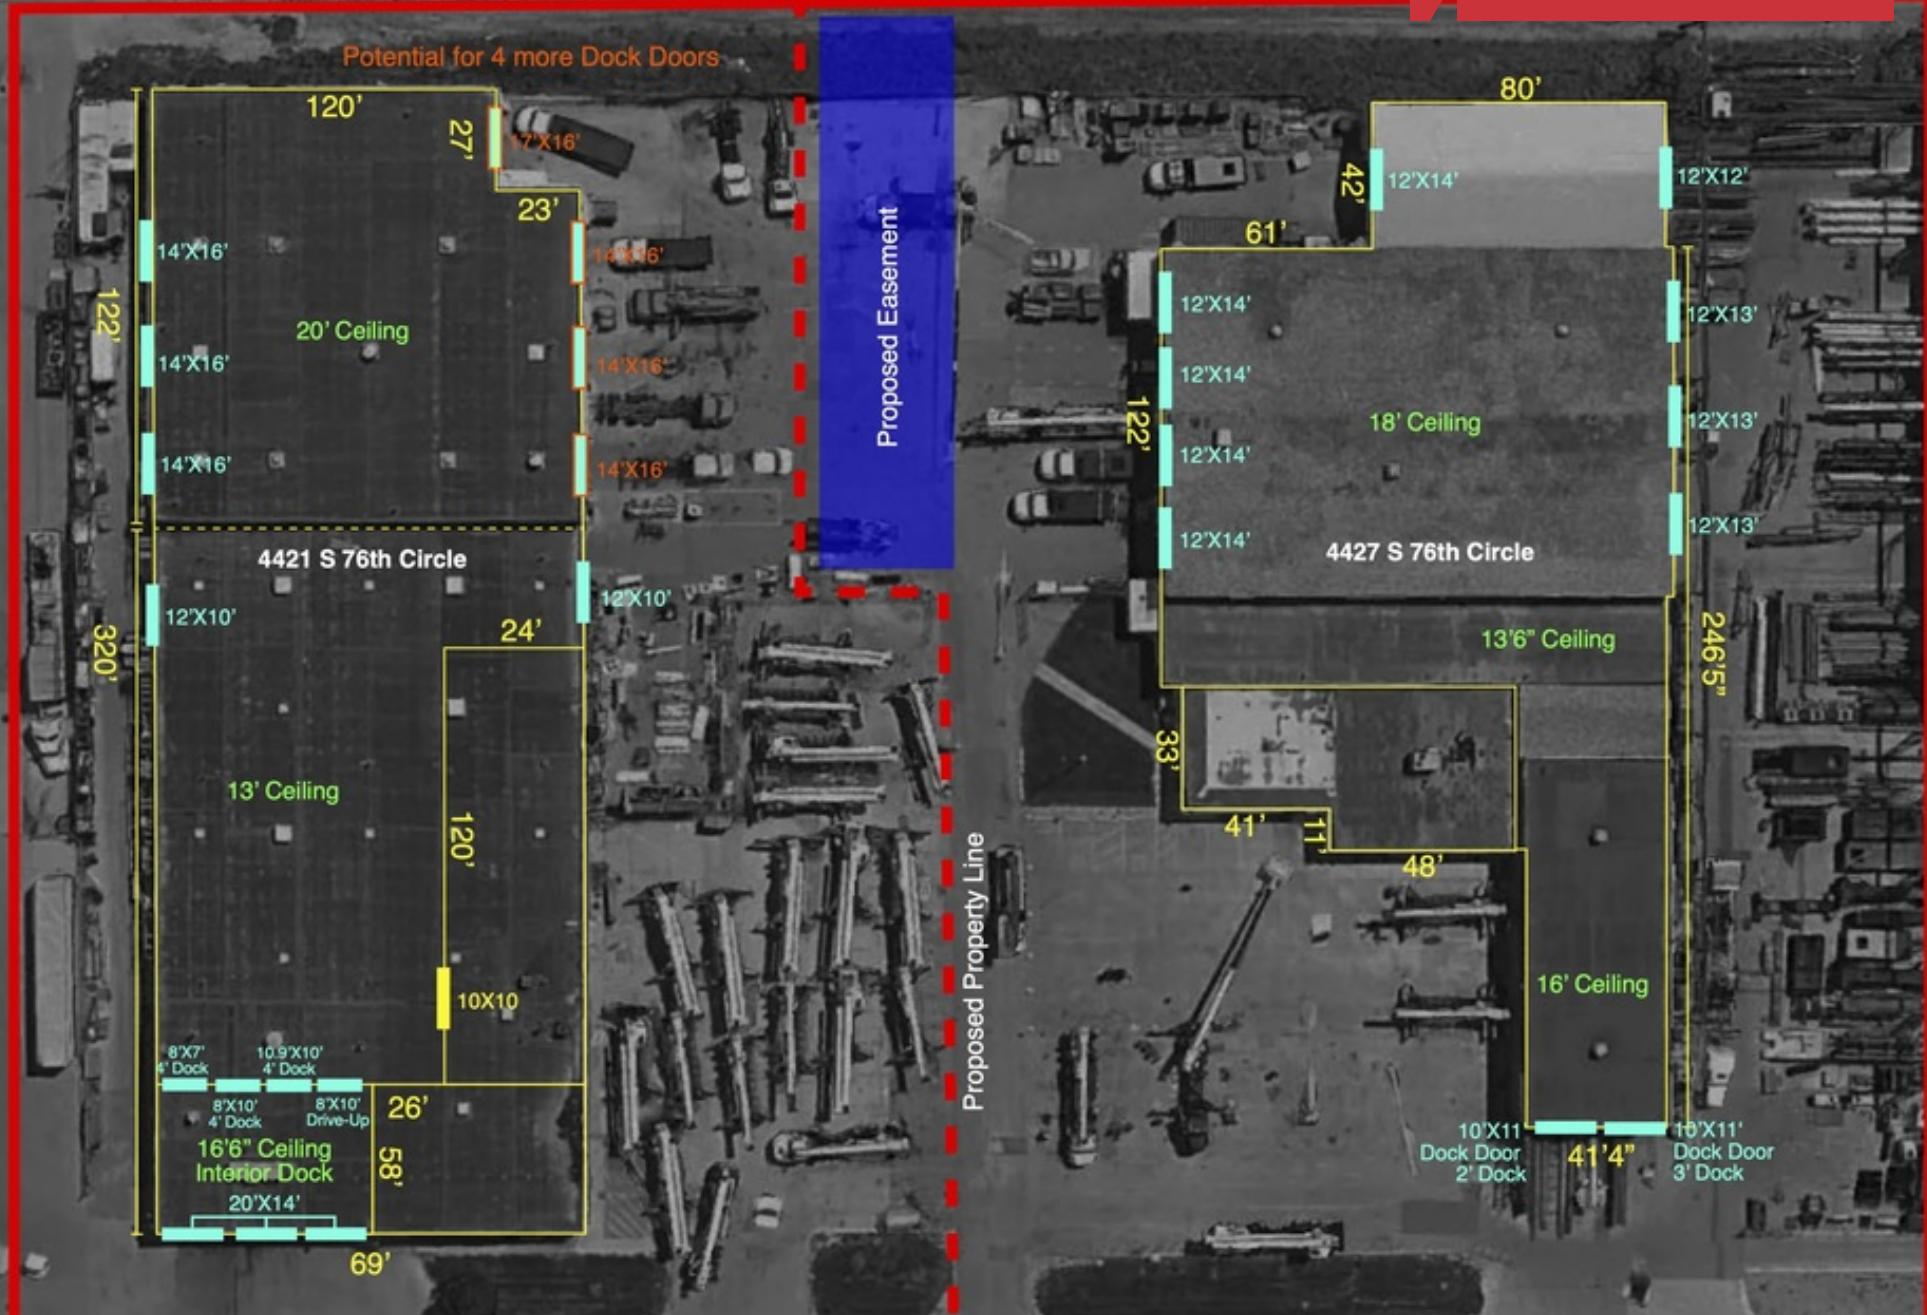 Potential for 4 more Dock Doors
120’
27’
17’X16’
23’
14’X16’
14’X16’
122’
20’ Ceiling
14’X16’
14’X16’
14’X16’
14’X16’
4421 S 76th Circle
12’X10’
12’X10’
24’
320’
13’ Ceiling
120’
10X10
8’X7’
4’ Dock
10.9’X10’
4’ Dock
8’X10’
4’ Dock
8’X10’
Drive-Up
26’
16’6” Ceiling
Interior Dock
58’
20’X14’
69’
Proposed Easement
Proposed Property Line
80’
42’
12’X14’
12’X12’
61’
12’X14’
12’X13’
12’X14’
122’
18’ Ceiling
12’X13’
12’X14’
12’X14’
12’X13’
4427 S 76th Circle
13’6” Ceiling
246’5”
33’
41’
11’
48’
16’ Ceiling
10’X11
Dock Door
2’ Dock
41’4”
10’X11’
Dock Door
3’ Dock